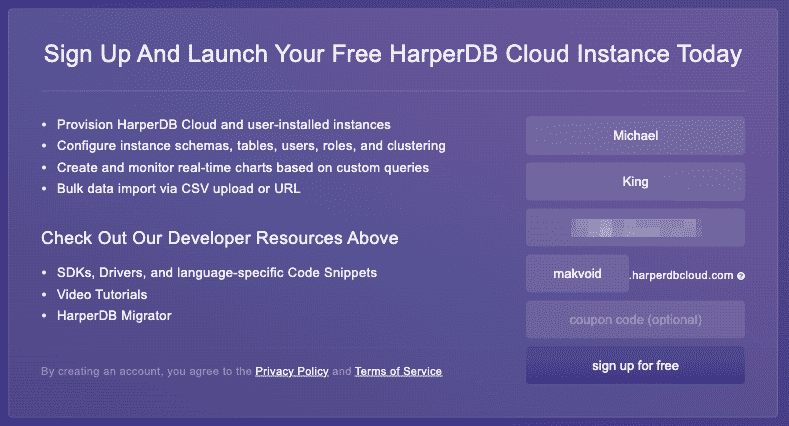 Sign Up And Launch Your Free HarperDB Cloud Instance Today
• Provision HarperDB Cloud and user-installed instances
• Configure instance schemas, tables, users, roles, and clustering
• Create and monitor real-time charts based on custom queries
• Bulk data import via CSV upload or URL
Check Out Our Developer Resources Above
• SDKs, Drivers, and language-specific Code Snippets
• Video Tutorials
• HarperDB Migrator
By creating an account, you agree to the Privacy Policy and Terms of Service
Michael
King
makvoid .harperdbcloud.com
coupon code (optional)
sign up for free